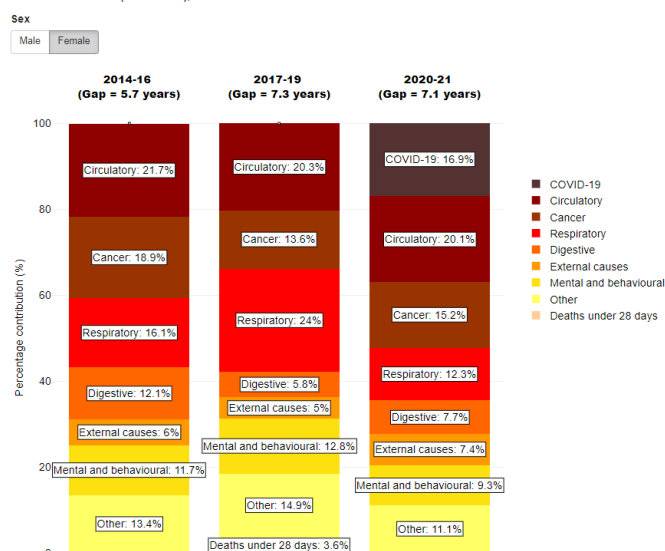 Sex
Male Female
2014-16
(Gap = 5.7 years)
2017-19
(Gap = 7.3 years)
2020-21
(Gap = 7.1 years)
Percentage contribution (%)
100
80
60
40
20
Circulatory: 21.7%
Cancer: 18.9%
Respiratory: 16.1%
Digestive: 12.1%
External causes: 6%
Mental and behavioural: 11.7%
Other: 13.4%
Circulatory: 20.3%
Cancer: 13.6%
Respiratory: 24%
Digestive: 5.8%
External causes: 5%
Mental and behavioural: 12.8%
Other: 14.9%
Deaths under 28 days: 3.6%
COVID-19: 16.9%
Circulatory: 20.1%
Cancer: 15.2%
Respiratory: 12.3%
Digestive: 7.7%
External causes: 7.4%
Mental and behavioural: 9.3%
Other: 11.1%
COVID-19
Circulatory
Cancer
Respiratory
Digestive
External causes
Mental and behavioural
Other
Deaths under 28 days